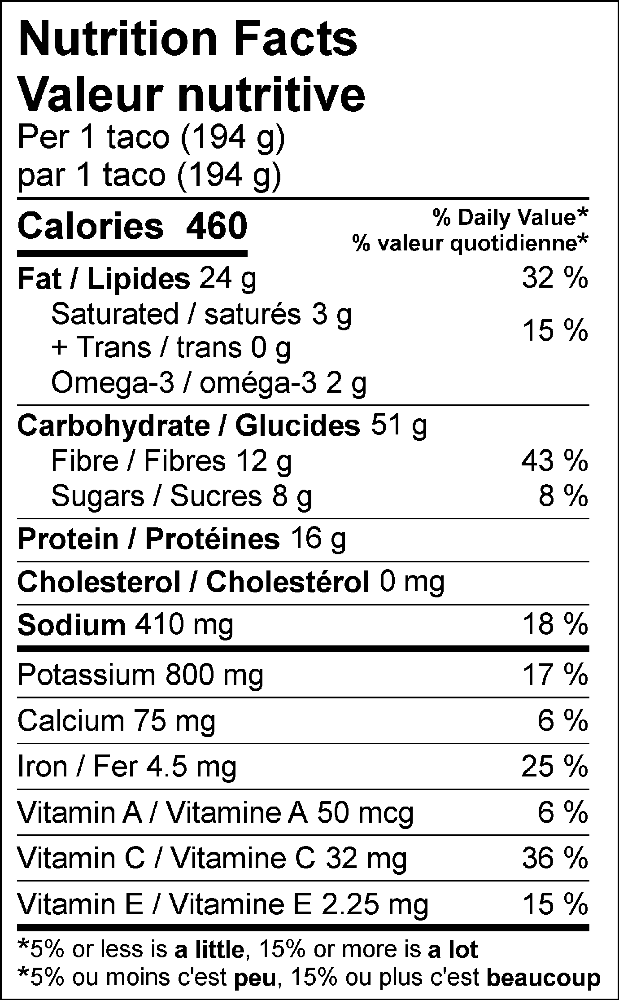 Nutrition Facts
Valeur nutritive
Per 1 taco (194 g)
par 1 taco (194 g)
Calories 460
% Daily Value*
% valeur quotidienne*
Fat / Lipides 24 g 32 %
Saturated / saturés 3 g
+ Trans / trans 0 g
15 %
Omega-3 / oméga-3 2 g
Carbohydrate / Glucides 51 g
Fibre / Fibres 12 g 43 %
Sugars / Sucres 8 g 8 %
Protein / Protéines 16 g
Cholesterol / Cholestérol 0 mg
Sodium 410 mg 18 %
Potassium 800 mg 17 %
Calcium 75 mg 6 %
Iron / Fer 4.5 mg 25 %
Vitamin A / Vitamine A 50 mcg 6 %
Vitamin C / Vitamine C 32 mg 36 %
Vitamin E / Vitamine E 2.25 mg 15 %
*5% or less is a little, 15% or more is a lot
*5% ou moins c'est peu, 15% ou plus c'est beaucoup